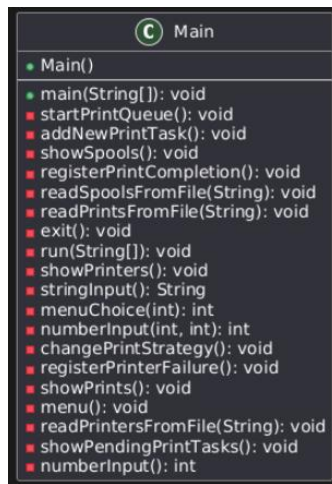 C Main
Main()
main(String[]): void
startPrintQueue(): void
addNewPrintTask(): void
showSpools(): void
registerPrintCompletion(): void
readSpoolsFromFile(String): void
readPrintsFromFile(String): void
exit(): void
run(String[]): void
showPrinters(): void
stringInput(): String
menuChoice(int): int
numberInput(int, int): int
changePrintStrategy(): void
registerPrinterFailure(): void
showPrints(): void
menu(): void
readPrintersFromFile(String): void
showPendingPrintTasks(): void
numberInput(): int